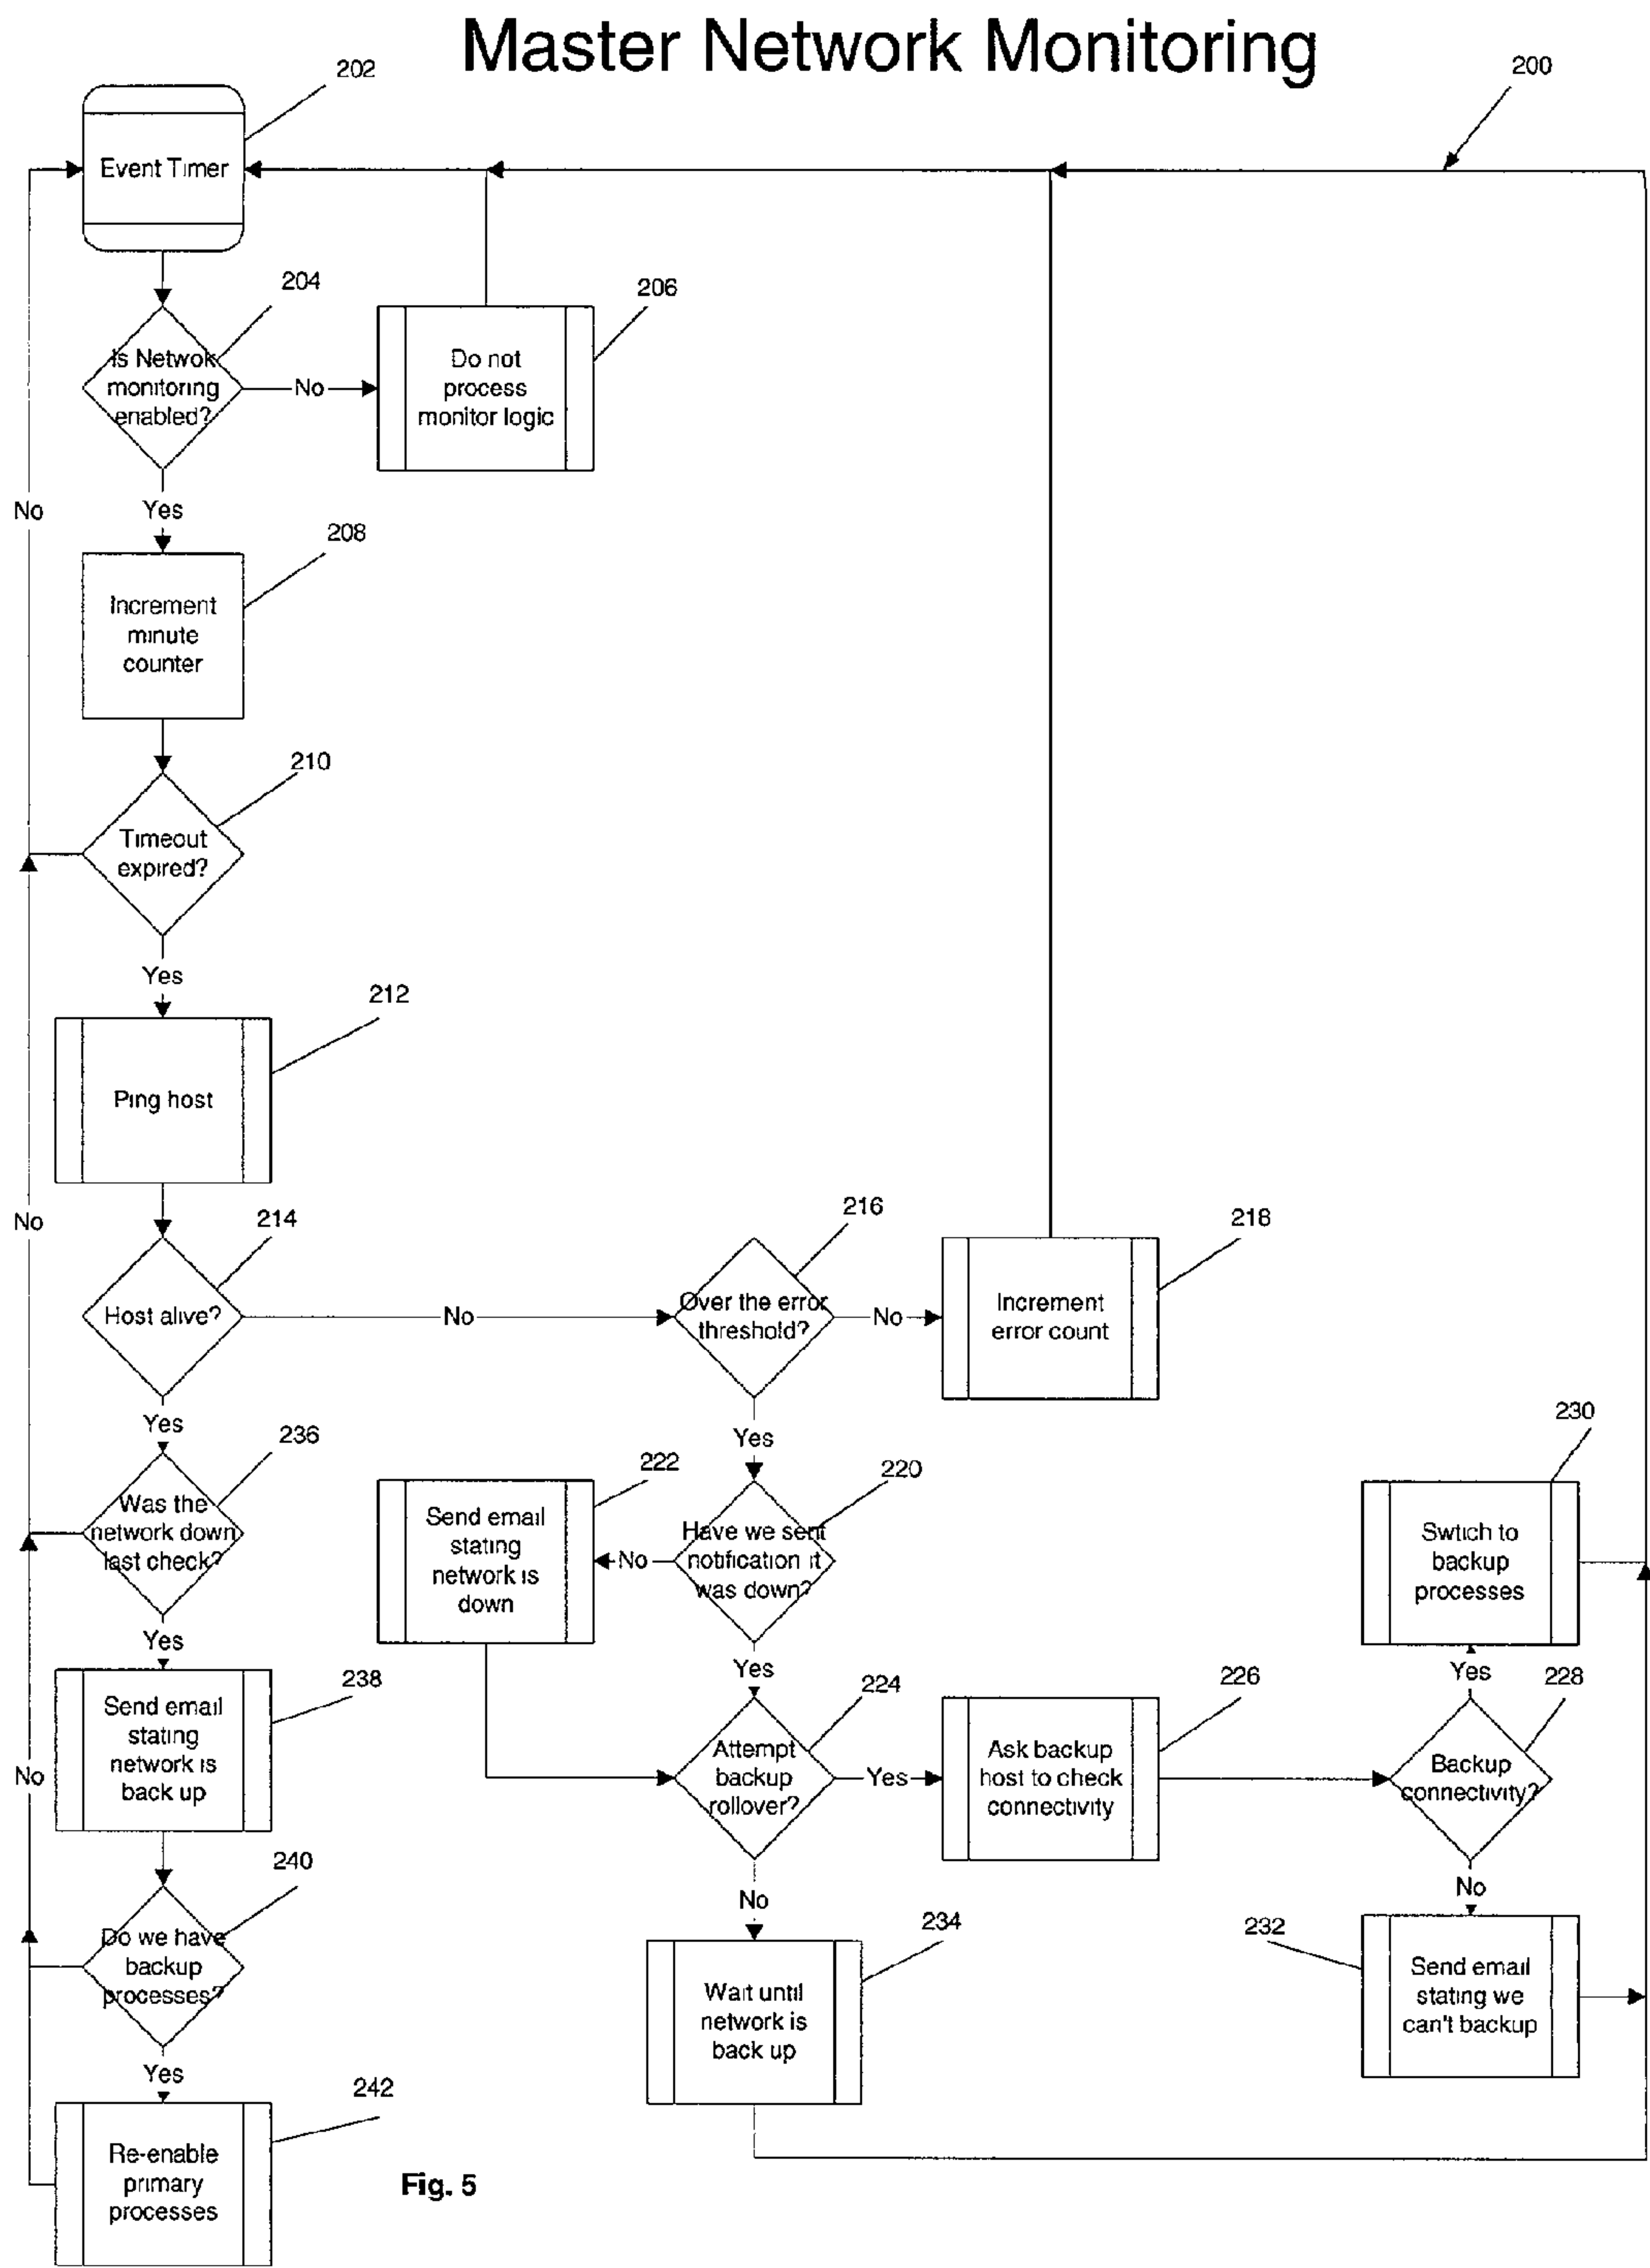 Master Network Monitoring
202
200
Event Timer
204
206
Is Netwok
monitoring
enabled?
No
Do not
process
monitor logic
No
Yes
208
Increment
minute
counter
210
Timeout
expired?
Yes
212
Ping host
No
214
216
218
Host alive?
No
Over the error
threshold?
No
Increment
error count
Yes
Yes
230
236
222
220
Was the
network down
last check?
Send email
stating
network is
down
No
Have we sent
notification it
was down?
Swtich to
backup
processes
Yes
Yes
Yes
238
224
226
228
Send email
stating
network is
back up
No
Attempt
backup
rollover?
Yes
Ask backup
host to check
connectivity
Backup
connectivity?
240
No
No
234
232
Do we have
backup
processes?
Wait until
network is
back up
Send email
stating we
can't backup
Yes
242
Re-enable
primary
processes
Fig. 5